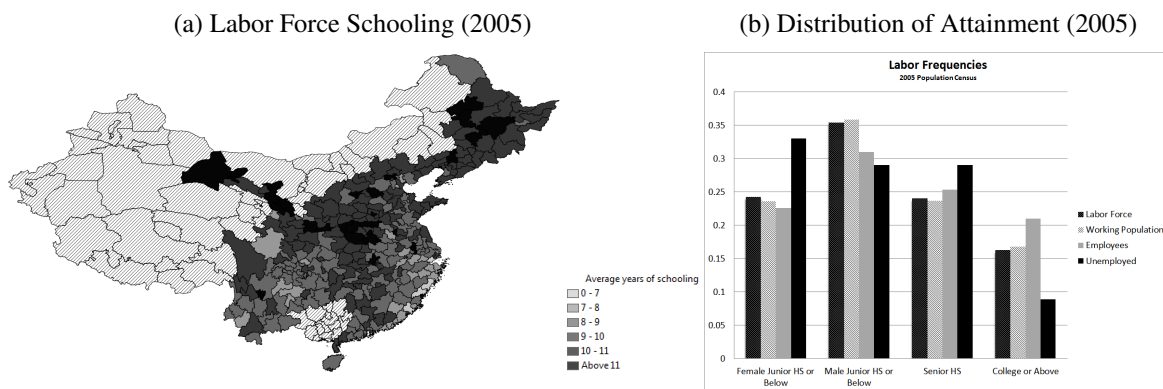 (a) Labor Force Schooling (2005)
Average years of schooling
0 - 7
7 - 8
8 - 9
9 - 10
10 - 11
Above 11
(b) Distribution of Attainment (2005)
Labor Frequencies
2005 Population Census
0.4
0.35
0.3
0.25
0.2
0.15
0.1
0.05
0
Female Junior HS or
Below
Male Junior HS or
Below
Senior HS
College or Above
Labor Force
Working Population
Employees
Unemployed